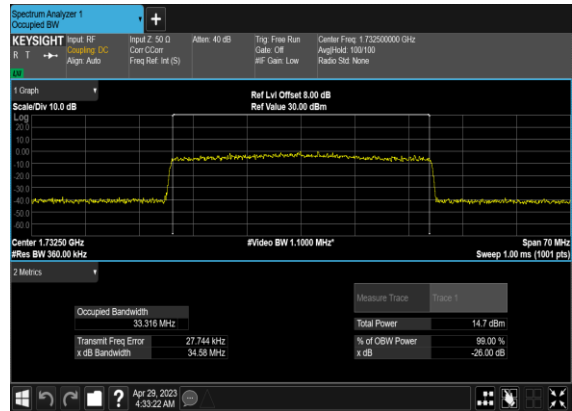 Spectrum Analyzer 1
Occupied BW
KEYSIGHT Input: RF Input Z: 50 Ω Atten: 40 dB Trig: Free Run Center Freq: 1.732500000 GHz
R T Coupling: DC Corr CCorr Gate: Off Avg|Hold: 100/100
Align: Auto Freq Ref: Int (S) #IF Gain: Low Radio Std: None
LW
1 Graph Ref Lvl Offset 8.00 dB
Scale/Div 10.0 dB Ref Value 30.00 dBm
Log
20.0
10.0
0.00
-10.0
-20.0
-30.0
-40.0
-50.0
-60.0
Center 1.73250 GHz #Video BW 1.1000 MHz* Span 70 MHz
#Res BW 360.00 kHz Sweep 1.00 ms (1001 pts)
2 Metrics
Measure Trace Trace 1
Occupied Bandwidth
33.316 MHz Total Power 14.7 dBm
Transmit Freq Error 27.744 kHz % of OBW Power 99.00 %
x dB Bandwidth 34.58 MHz x dB -26.00 dB
? Apr 29, 2023
4:33:22 AM